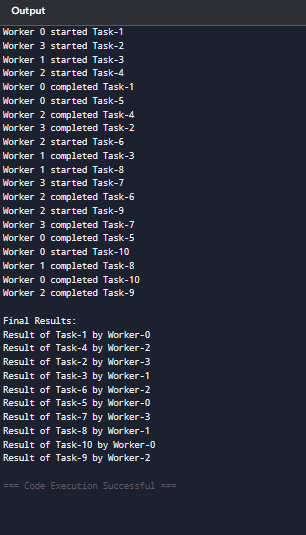 Output
Worker 0 started Task-1
Worker 3 started Task-2
Worker 1 started Task-3
Worker 2 started Task-4
Worker 0 completed Task-1
Worker 0 started Task-5
Worker 2 completed Task-4
Worker 3 completed Task-2
Worker 2 started Task-6
Worker 1 completed Task-3
Worker 1 started Task-8
Worker 3 started Task-7
Worker 2 completed Task-6
Worker 2 started Task-9
Worker 3 completed Task-7
Worker 0 completed Task-5
Worker 0 started Task-10
Worker 1 completed Task-8
Worker 0 completed Task-10
Worker 2 completed Task-9
Final Results:
Result of Task-1 by Worker-0
Result of Task-4 by Worker-2
Result of Task-2 by Worker-3
Result of Task-3 by Worker-1
Result of Task-6 by Worker-2
Result of Task-5 by Worker-0
Result of Task-7 by Worker-3
Result of Task-8 by Worker-1
Result of Task-10 by Worker-0
Result of Task-9 by Worker-2
=== Code Execution Successful ===